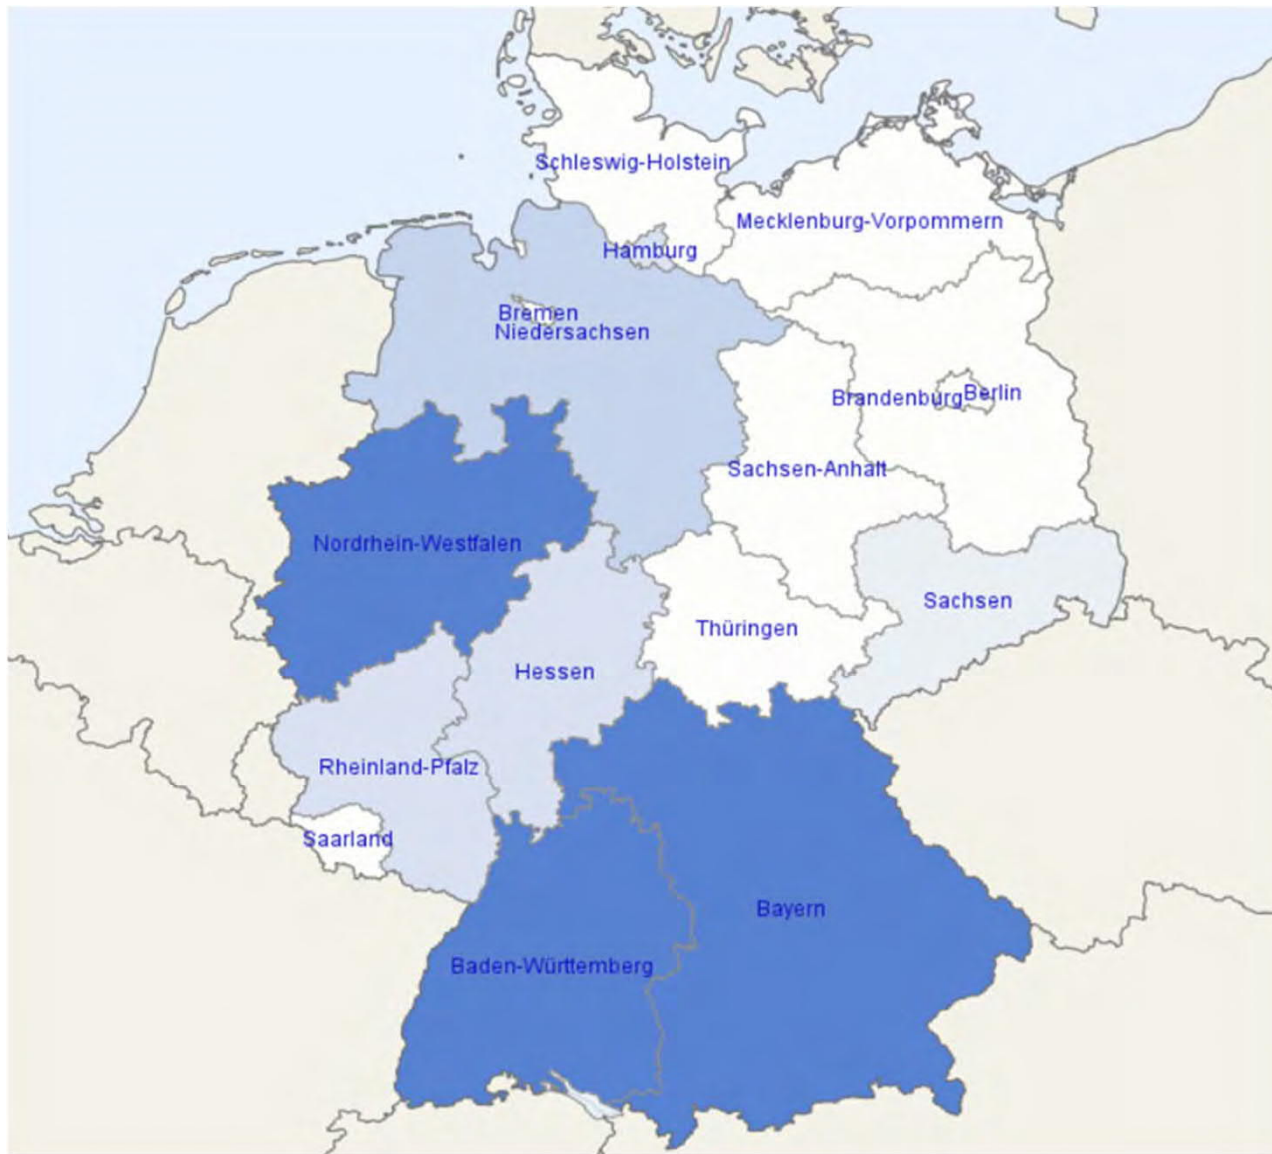 Schleswig-Holstein
Mecklenburg-Vorpommern
Hamburg
Bremen
Niedersachsen
Brandenburg
Berlin
Sachsen-Anhalt
Nordrhein-Westfalen
Sachsen
Thüringen
Hessen
Rheinland-Pfalz
Saarland
Bayern
Baden-Württemberg